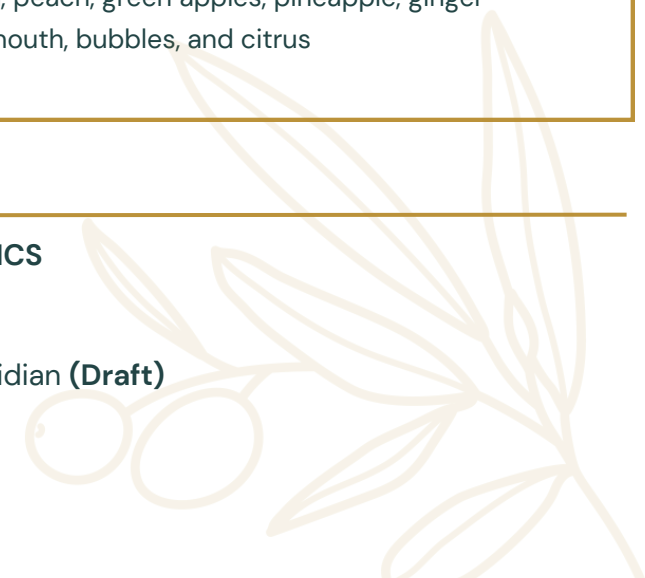 , peach, green apples, pineapple, ginger
mouth, bubbles, and citrus
ICS
idian (Draft)